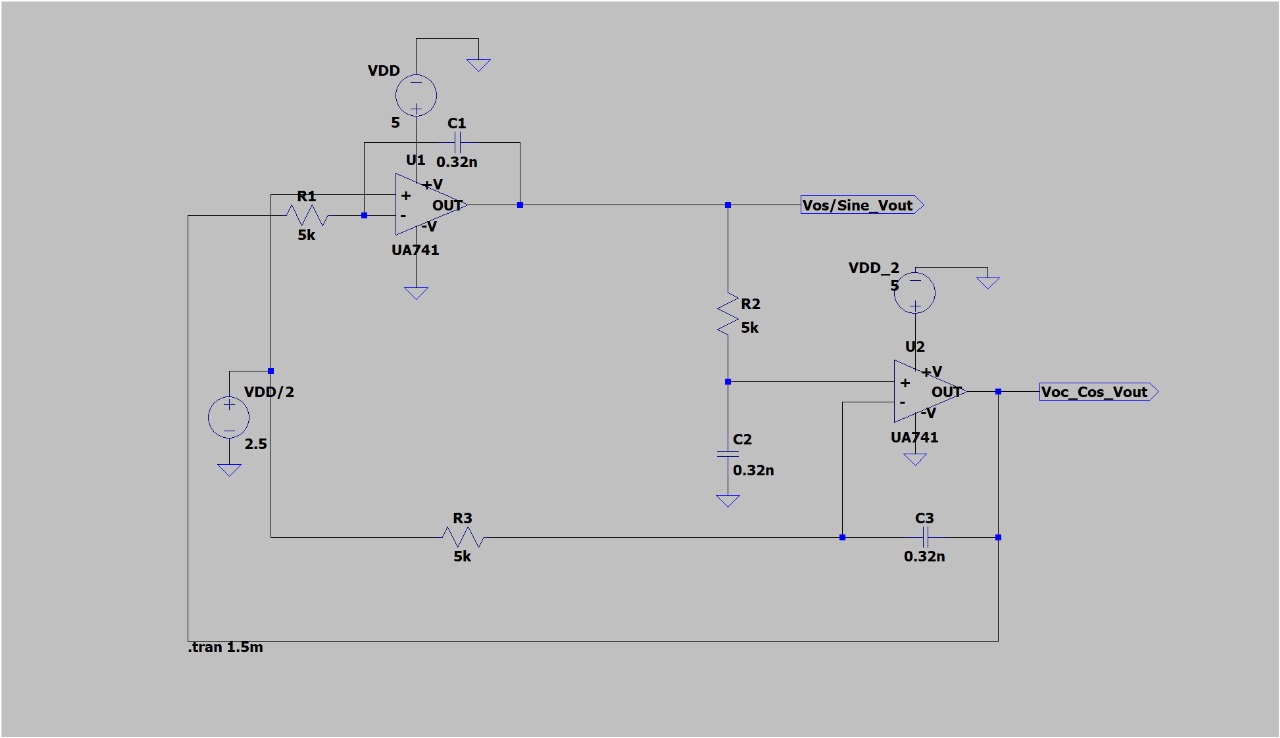 VDD
5
C1
0.32n
U1
+V
+
-
OUT
-V
UA741
R1
5k
Vos/Sine_Vout
VDD_2
5
R2
5k
U2
+V
+
-
OUT
-V
UA741
Voc_Cos_Vout
VDD/2
2.5
C2
0.32n
R3
5k
C3
0.32n
.tran 1.5m